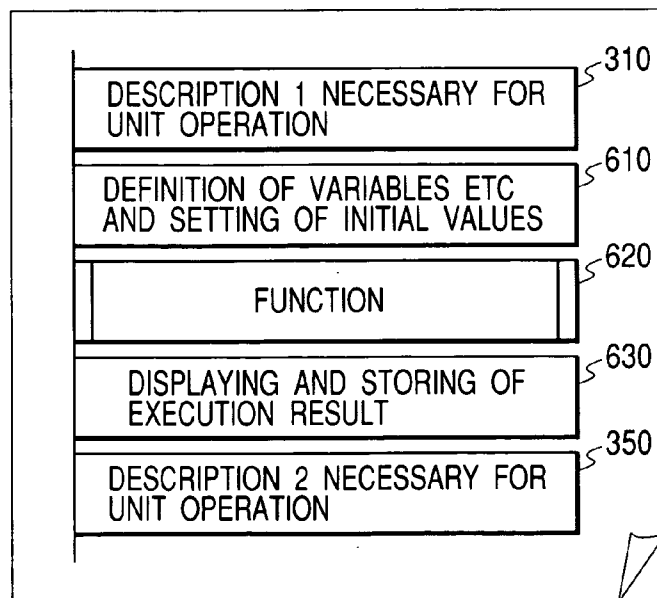 310
DESCRIPTION 1 NECESSARY FOR
UNIT OPERATION
610
DEFINITION OF VARIABLES ETC
AND SETTING OF INITIAL VALUES
620
FUNCTION
630
DISPLAYING AND STORING OF
EXECUTION RESULT
350
DESCRIPTION 2 NECESSARY FOR
UNIT OPERATION